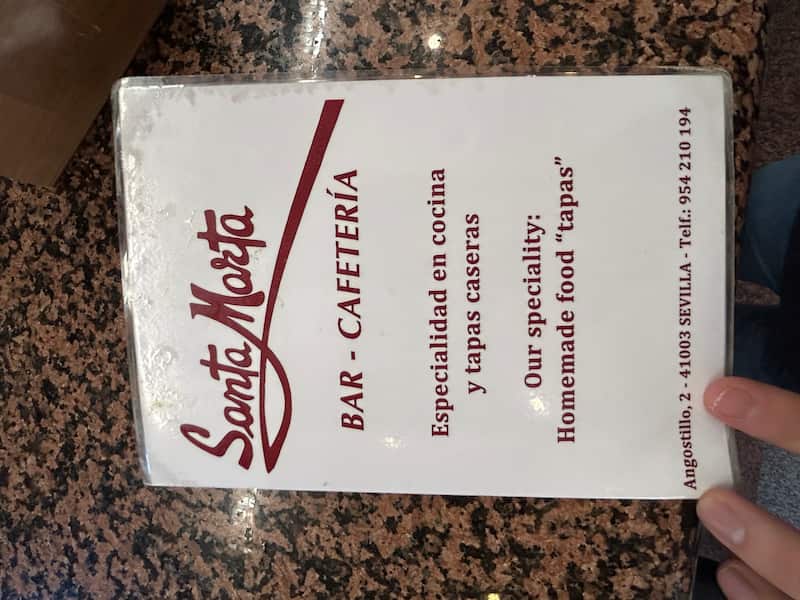 Santa Marta
BAR - CAFETERÍA
Especialidad en cocina
y tapas caseras
Our speciality:
Homemade food “tapas”
Angostillo, 2 - 41003 SEVILLA - Telf.: 954 210 194